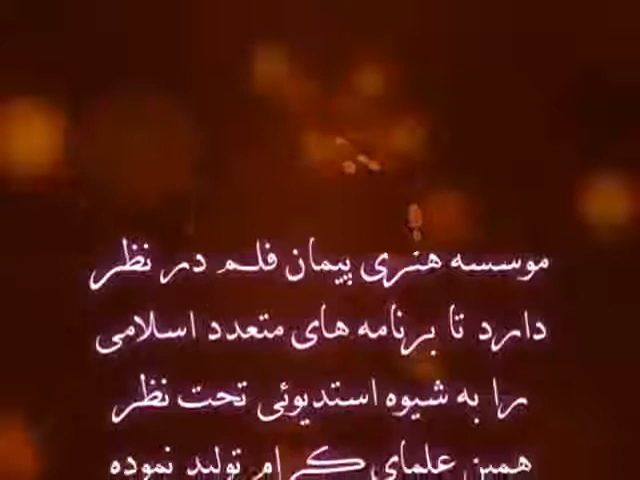 موسسه هنری پیمان فلم در نظر
دارد تا برنامه های متعدد اسلامی
را به شیوه استدیوئی تحت نظر
همین علمای کرام تولید نموده